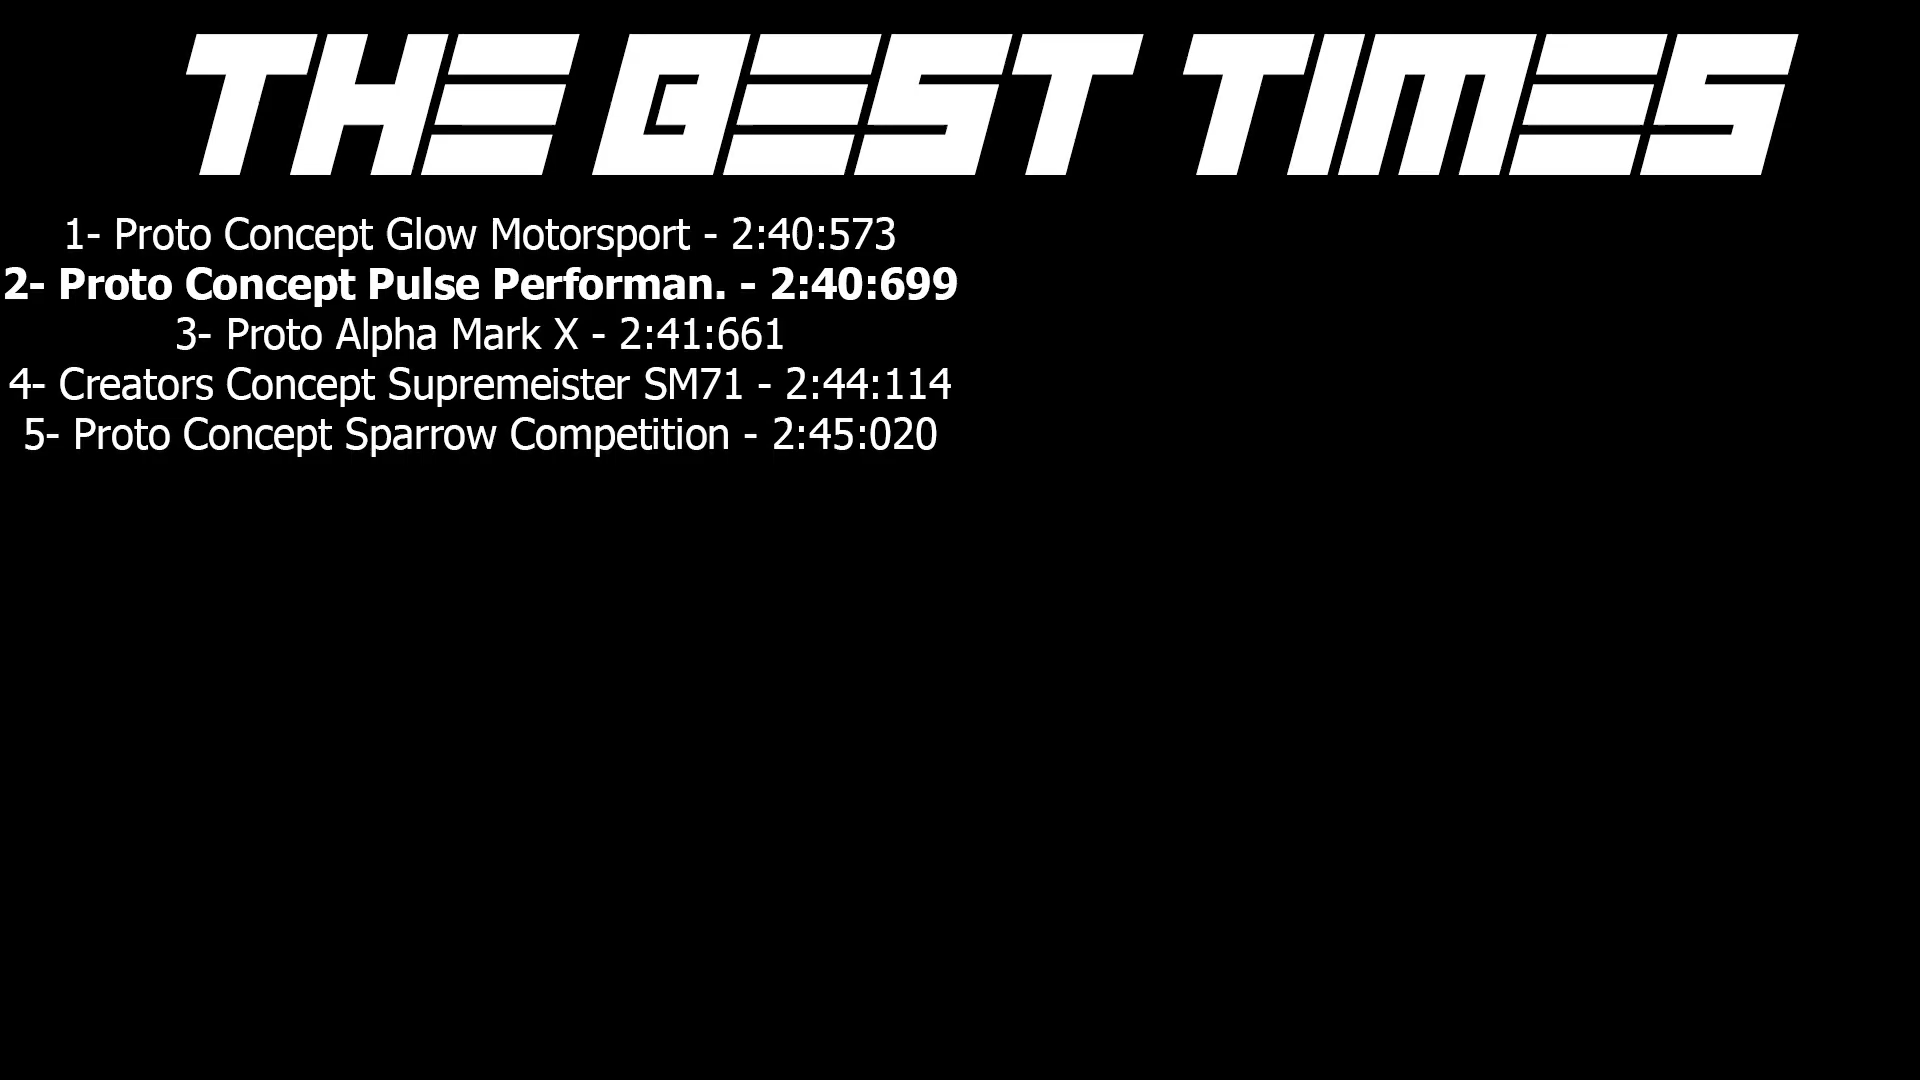 THE BEST TIMES
1- Proto Concept Glow Motorsport - 2:40:573
2- Proto Concept Pulse Performan. - 2:40:699
3- Proto Alpha Mark X - 2:41:661
4- Creators Concept Supremeister SM71 - 2:44:114
5- Proto Concept Sparrow Competition - 2:45:020